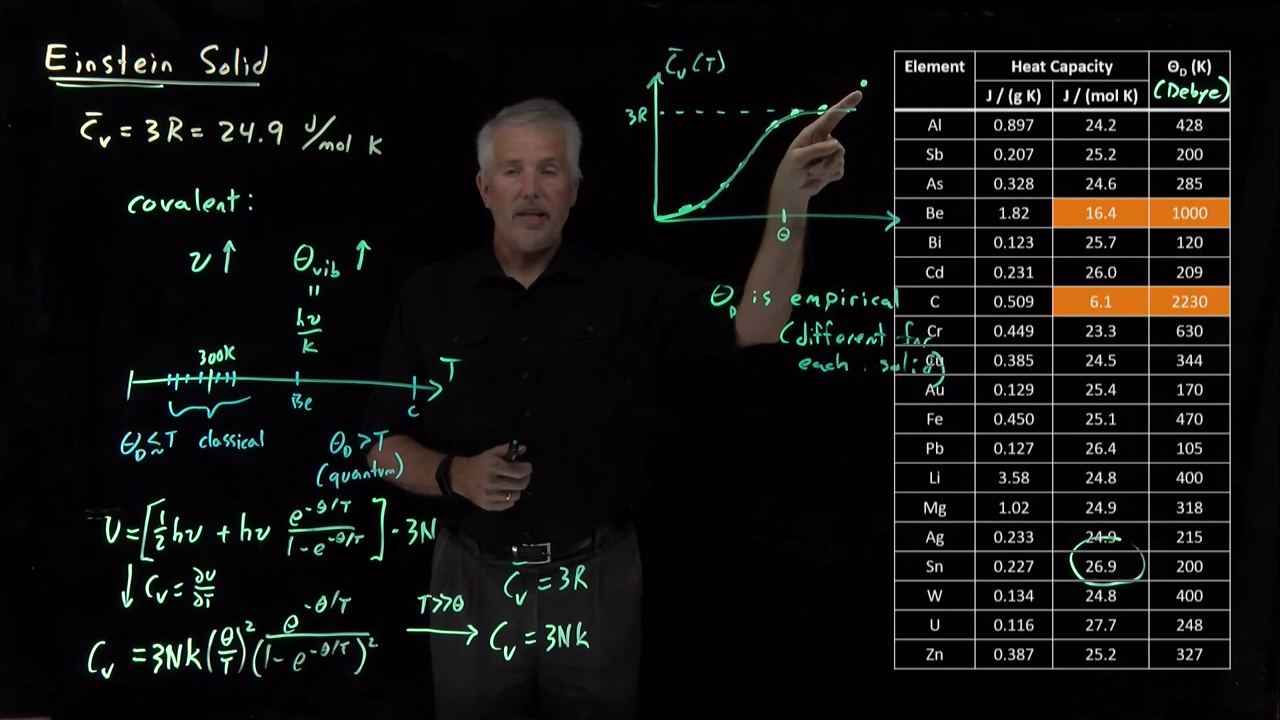 Einstein Solid
C̄ᵥ = 3R = 24.9 J/mol K
covalent:
ν ↑ Θvib ↑
"
hν
K
300K
T
Be C
Θ_D ≲ T classical
Θ_D > T
(quantum)
U = [½hν + hν e^(-Θ/T) / (1 - e^(-Θ/T))] · 3N
↓ Cᵥ = ∂U/∂T
Cᵥ = 3Nk (Θ/T)² e^(-Θ/T) / (1 - e^(-Θ/T))²
T>>Θ →
Cᵥ = 3R
Cᵥ = 3Nk
C̄ᵥ(T)
3R
Θ
Θ_D is empirical
(different for
each solid)
Element Heat Capacity Θ_D (K)
J / (g K) J / (mol K) (Debye)
Al 0.897 24.2 428
Sb 0.207 25.2 200
As 0.328 24.6 285
Be 1.82 16.4 1000
Bi 0.123 25.7 120
Cd 0.231 26.0 209
C 0.509 6.1 2230
Cr 0.449 23.3 630
Cu 0.385 24.5 344
Au 0.129 25.4 170
Fe 0.450 25.1 470
Pb 0.127 26.4 105
Li 3.58 24.8 400
Mg 1.02 24.9 318
Ag 0.233 24.9 215
Sn 0.227 26.9 200
W 0.134 24.8 400
U 0.116 27.7 248
Zn 0.387 25.2 327